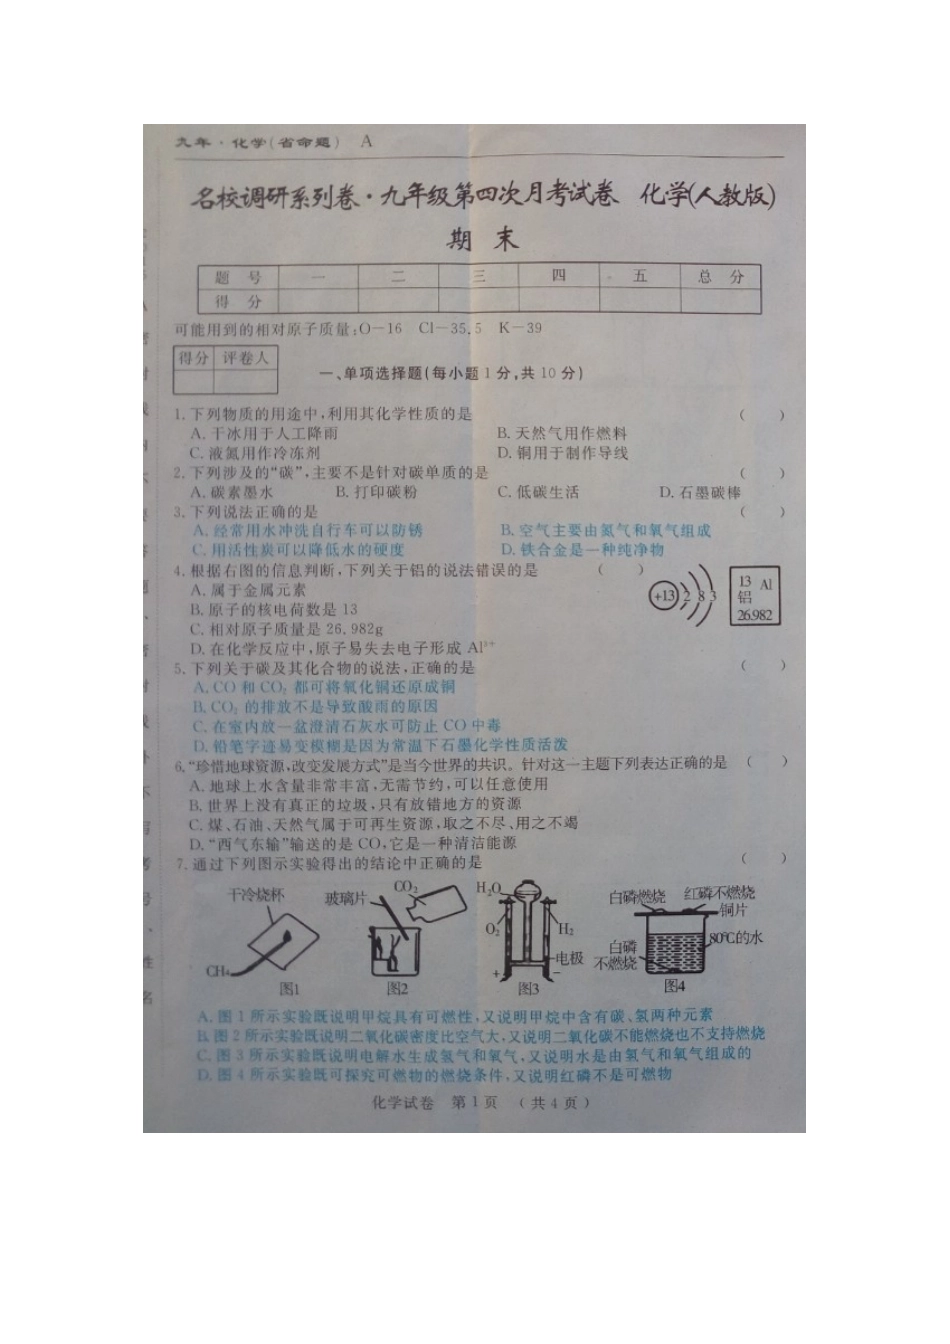 九年·化学(省命题) A
名校调研系列卷·九年级第四次月考试卷 化学(人教版)
期 末
题 号 一 二 三 四 五 总 分
得 分
可能用到的相对原子质量:O—16 Cl—35.5 K—39
得分 评卷人
一、单项选择题(每小题1分,共10分)
1.下列物质的用途中,利用其化学性质的是 ( )
A.干冰用于人工降雨 B.天然气用作燃料
C.液氮用作冷冻剂 D.铜用于制作导线
2.下列涉及的“碳”,主要不是针对碳单质的是 ( )
A.碳素墨水 B.打印碳粉 C.低碳生活 D.石墨碳棒
3.下列说法正确的是 ( )
A.经常用水冲洗自行车可以防锈 B.空气主要由氮气和氧气组成
C.用活性炭可以降低水的硬度 D.铁合金是一种纯净物
4.根据右图的信息判断,下列关于铝的说法错误的是 ( )
A.属于金属元素
B.原子的核电荷数是13
C.相对原子质量是26.982g
D.在化学反应中,原子易失去电子形成Al³⁺
+13 2 8 3
13 Al
铝
26.982
5.下列关于碳及其化合物的说法,正确的是 ( )
A.CO和CO₂都可将氧化铜还原成铜
B.CO₂的排放不是导致酸雨的原因
C.在室内放一盆澄清石灰水可防止CO中毒
D.铅笔字迹易变模糊是因为常温下石墨化学性质活泼
6.“珍惜地球资源,改变发展方式”是当今世界的共识。针对这一主题下列表达正确的是 ( )
A.地球上水含量非常丰富,无需节约,可以任意使用
B.世界上没有真正的垃圾,只有放错地方的资源
C.煤、石油、天然气属于可再生资源,取之不尽、用之不竭
D.“西气东输”输送的是CO,它是一种清洁能源
7.通过下列图示实验得出的结论中正确的是 ( )
干冷烧杯
CH₄
图1
玻璃片
CO₂
图2
H₂O
O₂ H₂
电极
+ −
图3
白磷燃烧 红磷不燃烧
铜片
80℃的水
白磷
不燃烧
图4
A.图1所示实验既说明甲烷具有可燃性,又说明甲烷中含有碳、氢两种元素
B.图2所示实验既说明二氧化碳密度比空气大,又说明二氧化碳不能燃烧也不支持燃烧
C.图3所示实验既说明电解水生成氢气和氧气,又说明水是由氢气和氧气组成的
D.图4所示实验既可探究可燃物的燃烧条件,又说明红磷不是可燃物
化学试卷 第1页 (共4页)